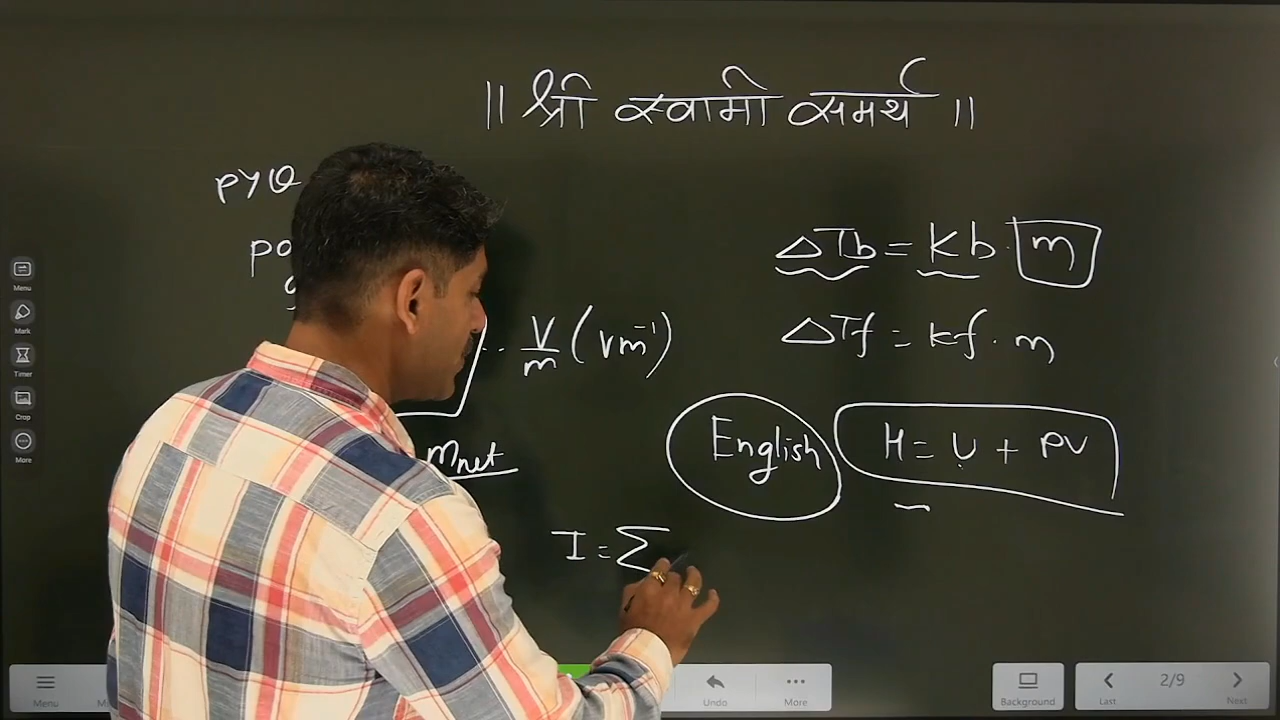 ॥ श्री स्वामी समर्थ ॥
PYQ
ΔTb = Kb · m
ΔTf = Kf · m
V/m (Vm⁻¹)
English
H = U + PV
Mnet
I = Σ
Menu
Mark
Timer
Crop
More
Menu
Undo
More
Background
Last
2/9
Next